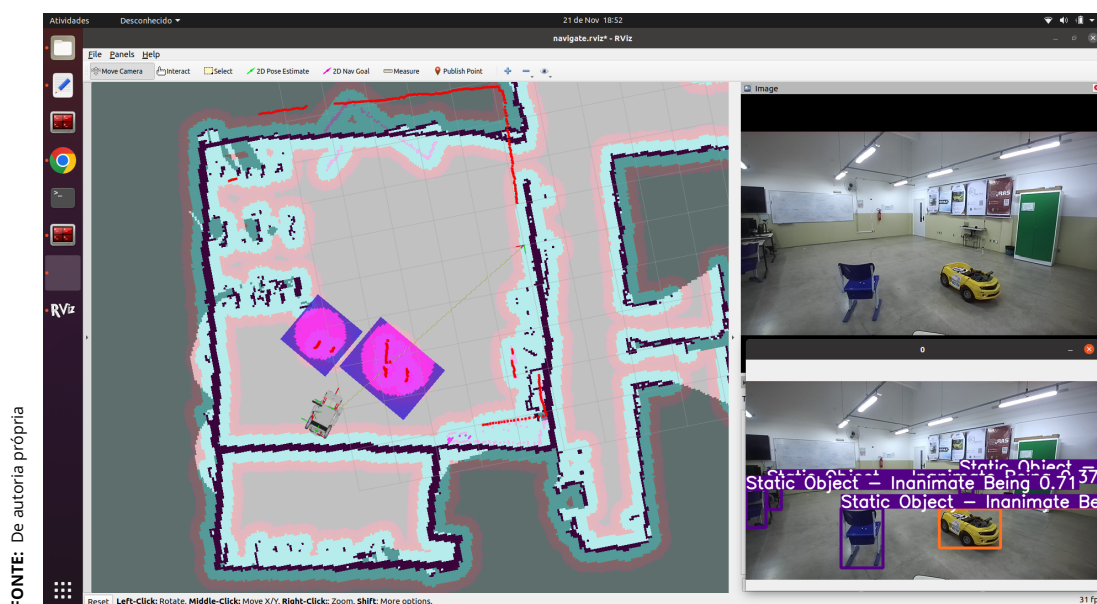 Atividades
Desconhecido
21 de Nov 18:52
navigate.rviz* - RViz
File Panels Help
Move Camera
Interact
Select
2D Pose Estimate
2D Nav Goal
Measure
Publish Point
Image
0
Static Object -
Static Object - Inanimate Being 0.71
37
Static Object - Inanimate Be
RViz
Reset Left-Click: Rotate. Middle-Click: Move X/Y. Right-Click:: Zoom. Shift: More options.
31 fp
FONTE: De autoria própria